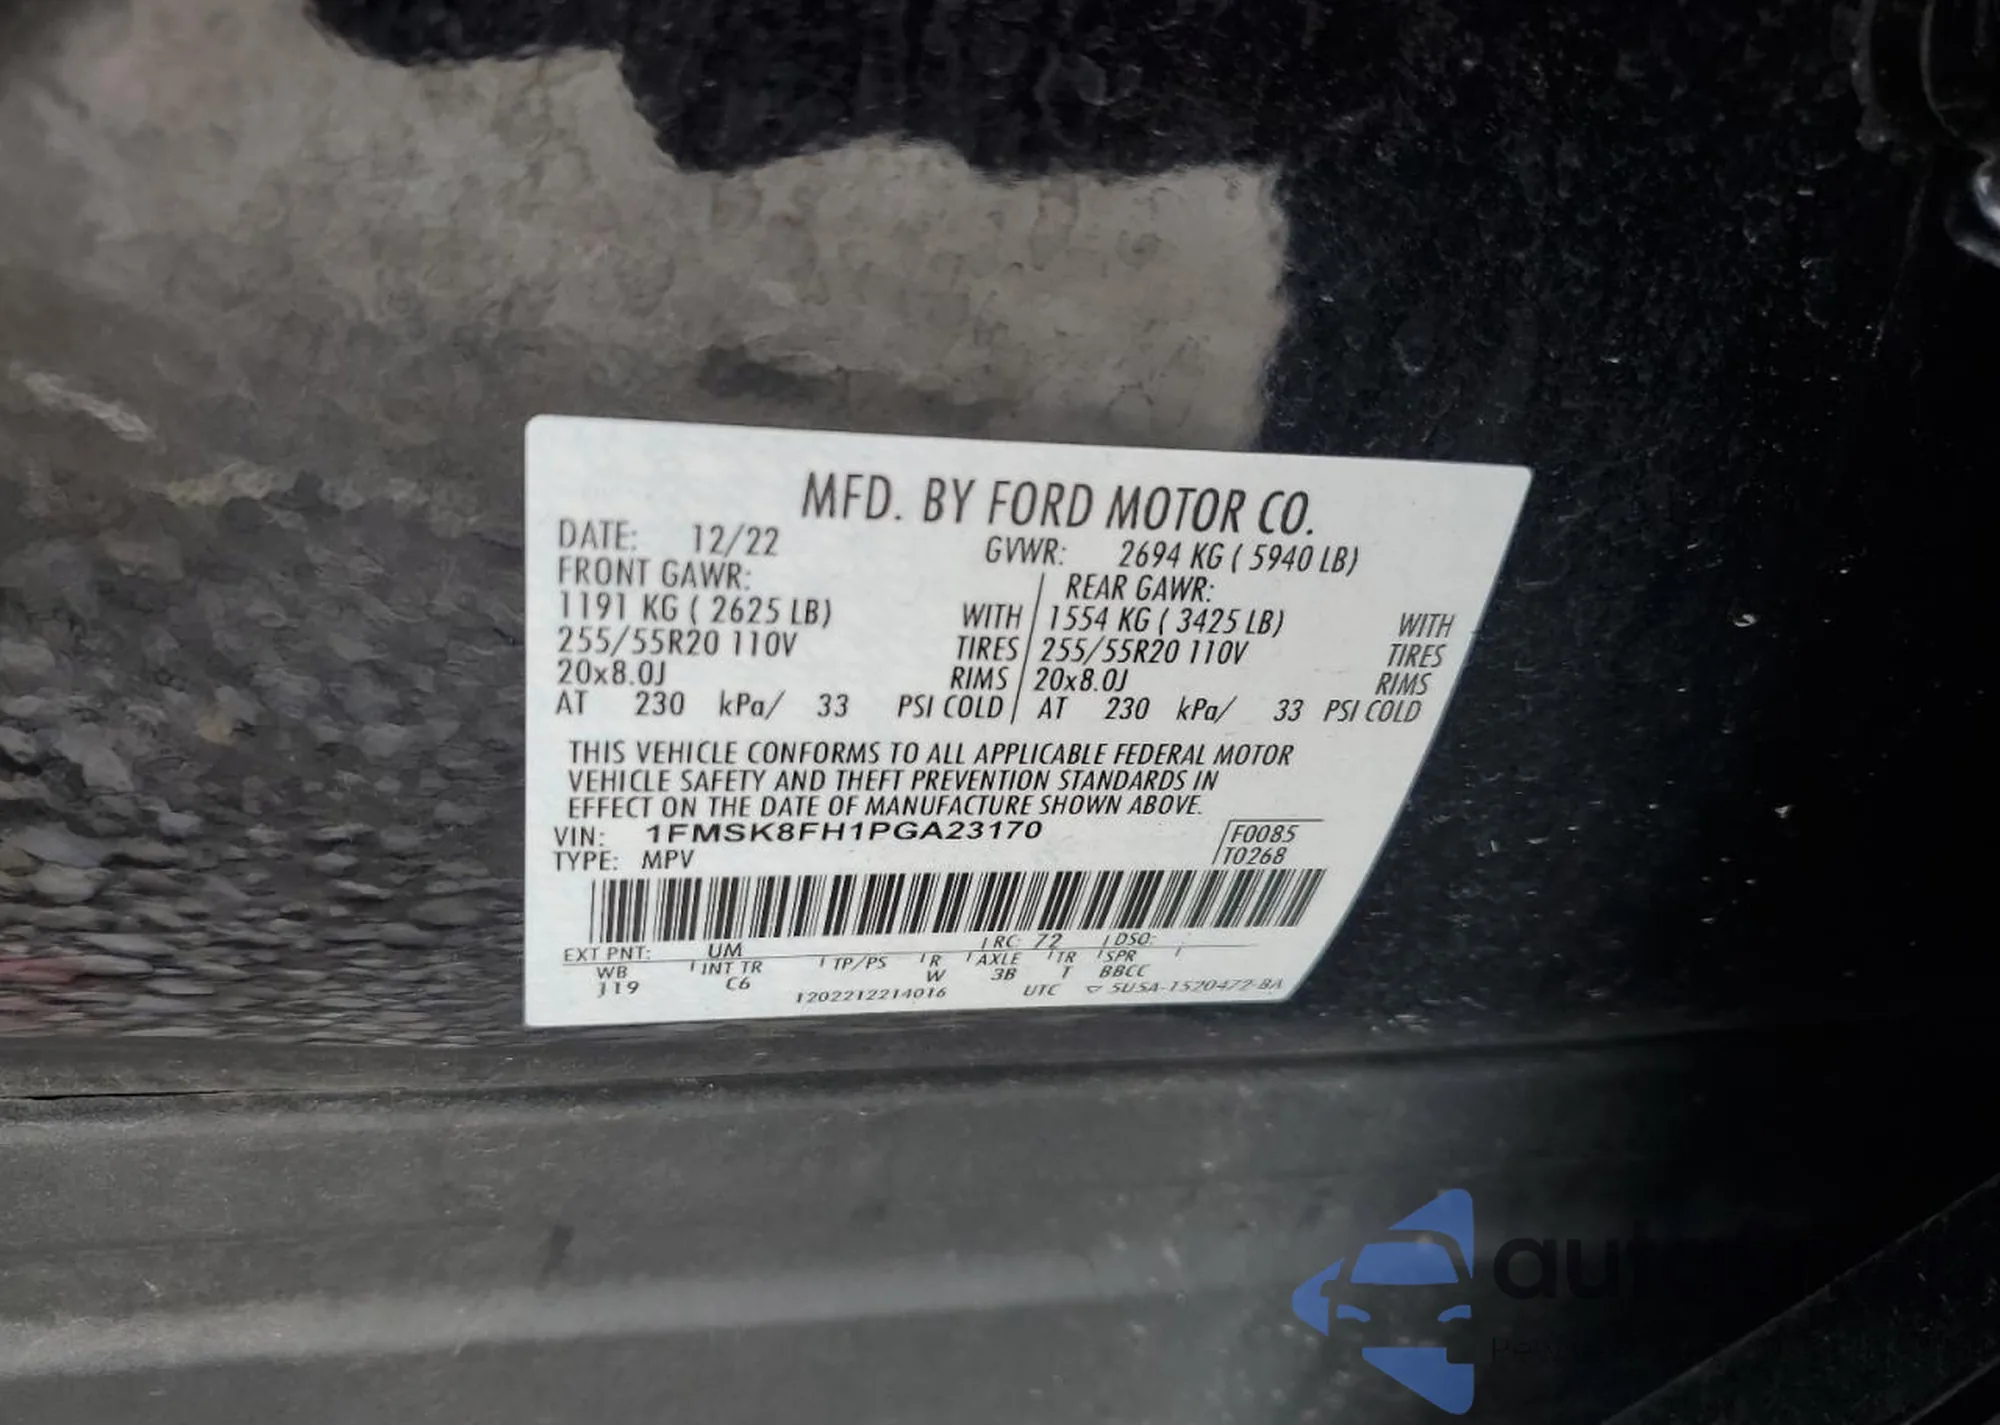 MFD. BY FORD MOTOR CO.
DATE: 12/22 GVWR: 2694 KG ( 5940 LB)
FRONT GAWR: REAR GAWR:
1191 KG ( 2625 LB) WITH 1554 KG ( 3425 LB) WITH
255/55R20 110V TIRES 255/55R20 110V TIRES
20x8.0J RIMS 20x8.0J RIMS
AT 230 kPa/ 33 PSI COLD AT 230 kPa/ 33 PSI COLD
THIS VEHICLE CONFORMS TO ALL APPLICABLE FEDERAL MOTOR
VEHICLE SAFETY AND THEFT PREVENTION STANDARDS IN
EFFECT ON THE DATE OF MANUFACTURE SHOWN ABOVE.
VIN: 1FMSK8FH1PGA23170 F0085
TYPE: MPV T0268
EXT PNT: UM RC: 72 DSO:
WB INT TR TP/PS R AXLE TR SPR
J19 C6 W 3B T BBCC
1202212214016 UTC 5U5A-1520472-BA